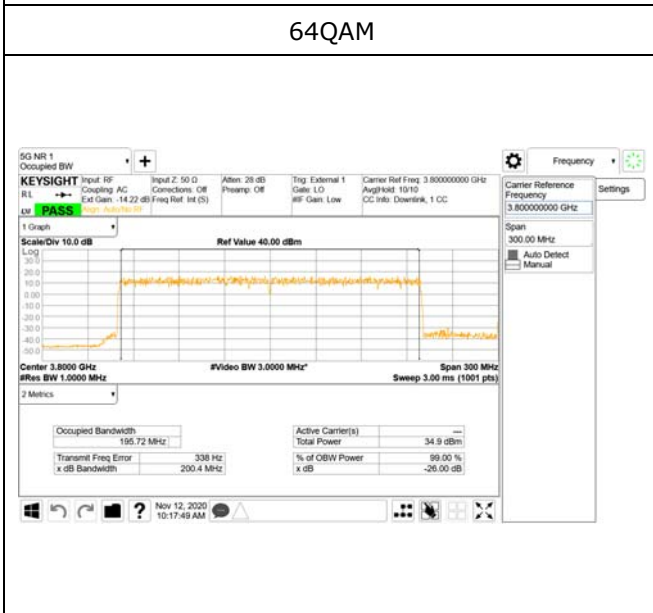 64QAM
5G NR 1
Occupied BW
+
Frequency
Settings
KEYSIGHT
RL
PASS
Input: RF
Coupling: AC
Ext Gain: -14.22 dB
Align: Auto/No RF
Input Z: 50 Ω
Corrections: Off
Freq Ref: Int (S)
Atten: 28 dB
Preamp: Off
Trig: External 1
Gate: LO
#IF Gain: Low
Carrier Ref Freq: 3.800000000 GHz
Avg|Hold: 10/10
CC Info: Downlink, 1 CC
Carrier Reference
Frequency
3.800000000 GHz
Span
300.00 MHz
Auto Detect
Manual
1 Graph
Scale/Div 10.0 dB
Ref Value 40.00 dBm
Log
30.0
20.0
10.0
0.00
-10.0
-20.0
-30.0
-40.0
-50.0
Center 3.8000 GHz
#Video BW 3.0000 MHz*
Span 300 MHz
#Res BW 1.0000 MHz
Sweep 3.00 ms (1001 pts)
2 Metrics
Occupied Bandwidth
195.72 MHz
Transmit Freq Error 338 Hz
x dB Bandwidth 200.4 MHz
Active Carrier(s) ---
Total Power 34.9 dBm
% of OBW Power 99.00 %
x dB -26.00 dB
?
Nov 12, 2020
10:17:49 AM